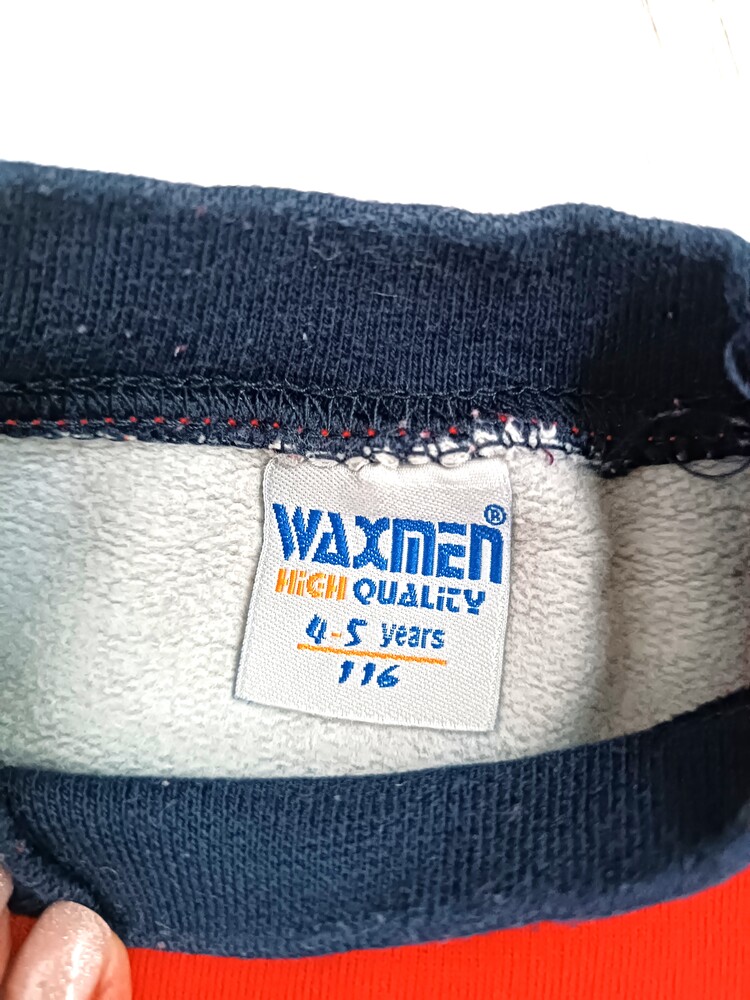 WAXMEN®
HiGH QUALiTY
4-5 years
116